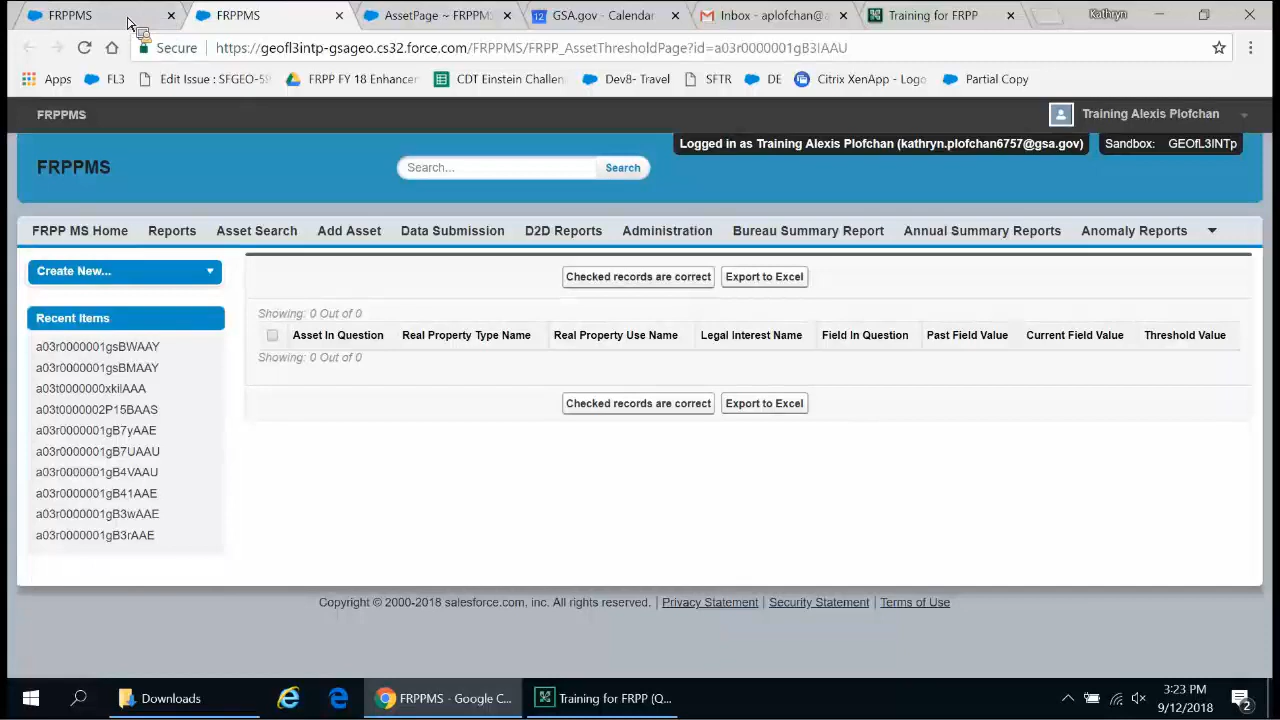 FRPPMS
FRPPMS
AssetPage ~ FRPPMS
GSA.gov - Calendar
Inbox - aplofchan@
Training for FRPP
Kathryn
Secure
https://geofl3intp-gsageo.cs32.force.com/FRPPMS/FRPP_AssetThresholdPage?id=a03r0000001gB3IAAU
Apps
FL3
Edit Issue : SFGEO-59
FRPP FY 18 Enhancem
CDT Einstein Challen
Dev8- Travel
SFTR
DE
Citrix XenApp - Logo
Partial Copy
FRPPMS
Training Alexis Plofchan
Logged in as Training Alexis Plofchan (kathryn.plofchan6757@gsa.gov)
Sandbox: GEOfL3INTp
FRPPMS
Search...
Search
FRPP MS Home
Reports
Asset Search
Add Asset
Data Submission
D2D Reports
Administration
Bureau Summary Report
Annual Summary Reports
Anomaly Reports
Create New...
Recent Items
a03r0000001gsBWAAY
a03r0000001gsBMAAY
a03t0000000xkilAAA
a03t0000002P15BAAS
a03r0000001gB7yAAE
a03r0000001gB7UAAU
a03r0000001gB4VAAU
a03r0000001gB41AAE
a03r0000001gB3wAAE
a03r0000001gB3rAAE
Checked records are correct
Export to Excel
Showing: 0 Out of 0
Asset In Question
Real Property Type Name
Real Property Use Name
Legal Interest Name
Field In Question
Past Field Value
Current Field Value
Threshold Value
Showing: 0 Out of 0
Checked records are correct
Export to Excel
Copyright © 2000-2018 salesforce.com, inc. All rights reserved. | Privacy Statement | Security Statement | Terms of Use
Downloads
FRPPMS - Google C...
Training for FRPP (Q...
3:23 PM
9/12/2018
2